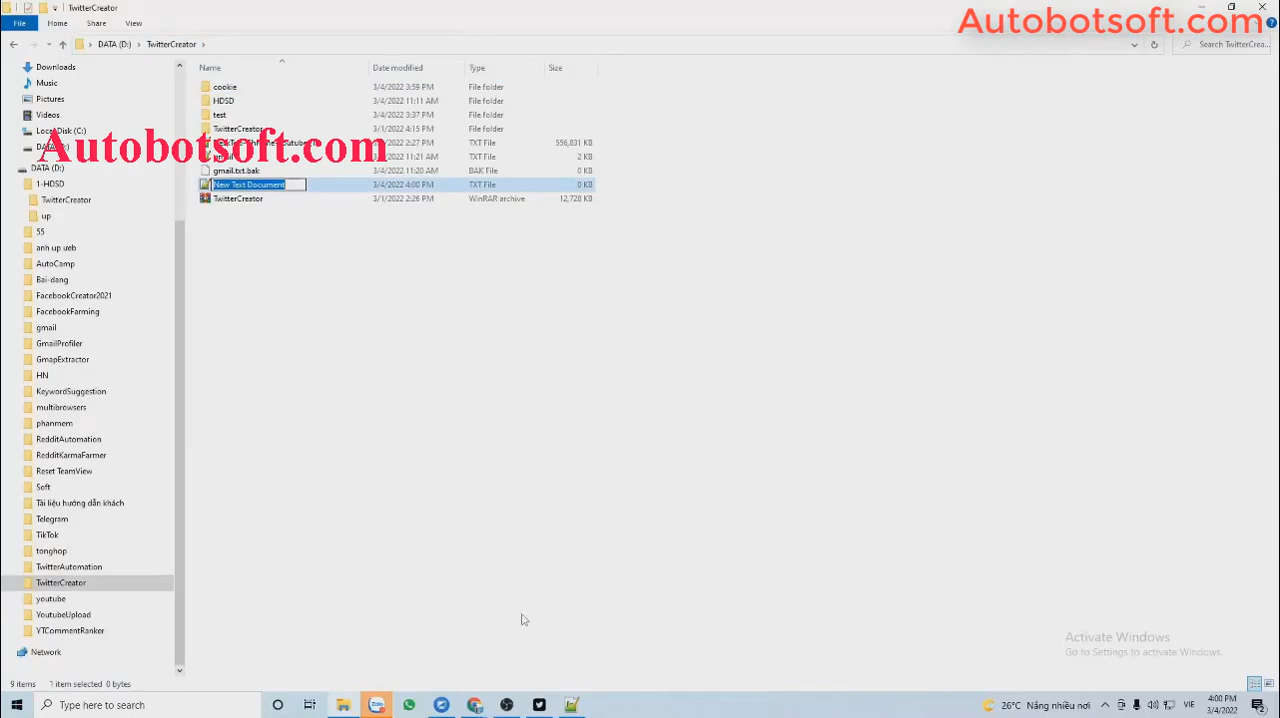 TwitterCreator
File Home Share View
Autobotsoft.com
DATA (D:) > TwitterCreator >
Search TwitterCrea...
Name Date modified Type Size
Downloads
Music
Pictures
Videos
Local Disk (C:)
DATA (D:)
1-HDSD
TwitterCreator
up
55
anh up web
AutoCamp
Bai-dang
FacebookCreator2021
FacebookFarming
gmail
GmailProfiler
GmapExtractor
HN
KeywordSuggestion
multibrowsers
phanmem
RedditAutomation
RedditKarmaFarmer
Reset TeamView
Soft
Tài liệu hướng dẫn khách
Telegram
TikTok
tonghop
TwitterAutomation
TwitterCreator
youtube
YoutubeUpload
YTCommentRanker
Network
cookie 3/4/2022 3:59 PM File folder
HDSD 3/4/2022 11:11 AM File folder
test 3/4/2022 3:37 PM File folder
TwitterCreator 3/1/2022 4:15 PM File folder
2:27 PM TXT File 556,831 KB
11:21 AM TXT File 2 KB
gmail.txt.bak 3/4/2022 11:20 AM BAK File 0 KB
New Text Document 3/4/2022 4:00 PM TXT File 0 KB
TwitterCreator 3/1/2022 2:26 PM WinRAR archive 12,728 KB
Autobotsoft.com
Activate Windows
Go to Settings to activate Windows.
9 items 1 item selected 0 bytes
Type here to search
26°C Nắng nhiều nơi
VIE
4:00 PM
3/4/2022
2